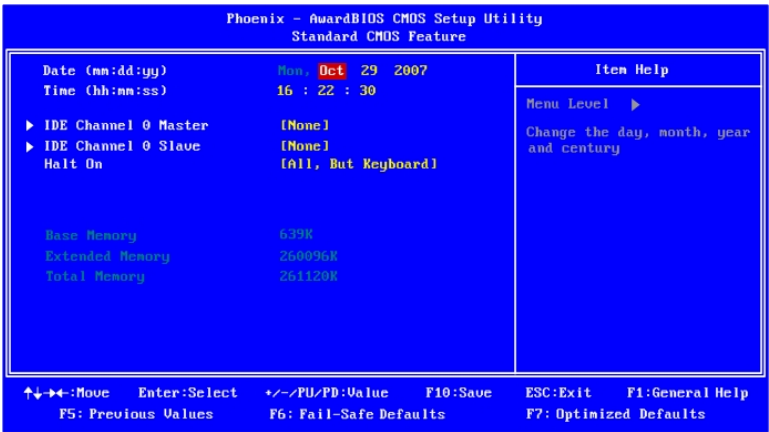 Phoenix - AwardBIOS CMOS Setup Utility
Standard CMOS Feature
Date (mm:dd:yy) Mon, Oct 29 2007
Time (hh:mm:ss) 16 : 22 : 30
IDE Channel 0 Master [None]
IDE Channel 0 Slave [None]
Halt On [All, But Keyboard]
Base Memory 639K
Extended Memory 260096K
Total Memory 261120K
Item Help
Menu Level ▶
Change the day, month, year
and century
↑↓→←:Move Enter:Select +/-/PU/PD:Value F10:Save ESC:Exit F1:General Help
F5: Previous Values F6: Fail-Safe Defaults F7: Optimized Defaults